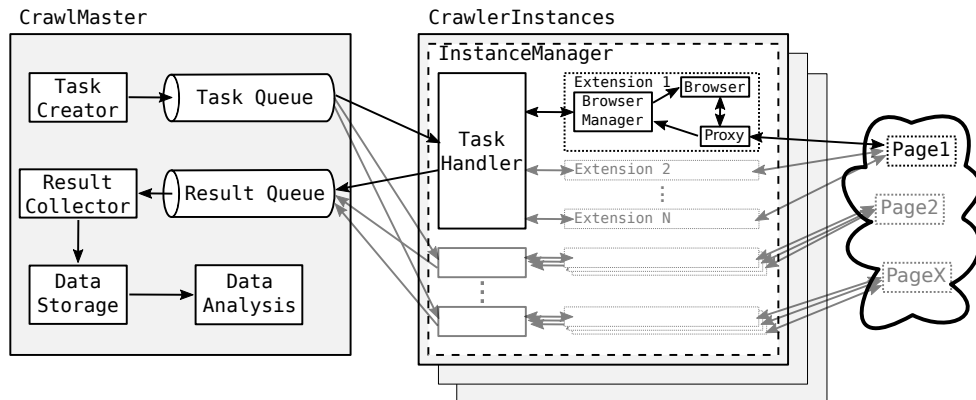 CrawlMaster
Task
Creator
Task Queue
Result
Collector
Result Queue
Data
Storage
Data
Analysis
CrawlerInstances
InstanceManager
Task
Handler
Extension 1
Browser
Manager
Browser
Proxy
Extension 2
Extension N
Page1
Page2
PageX